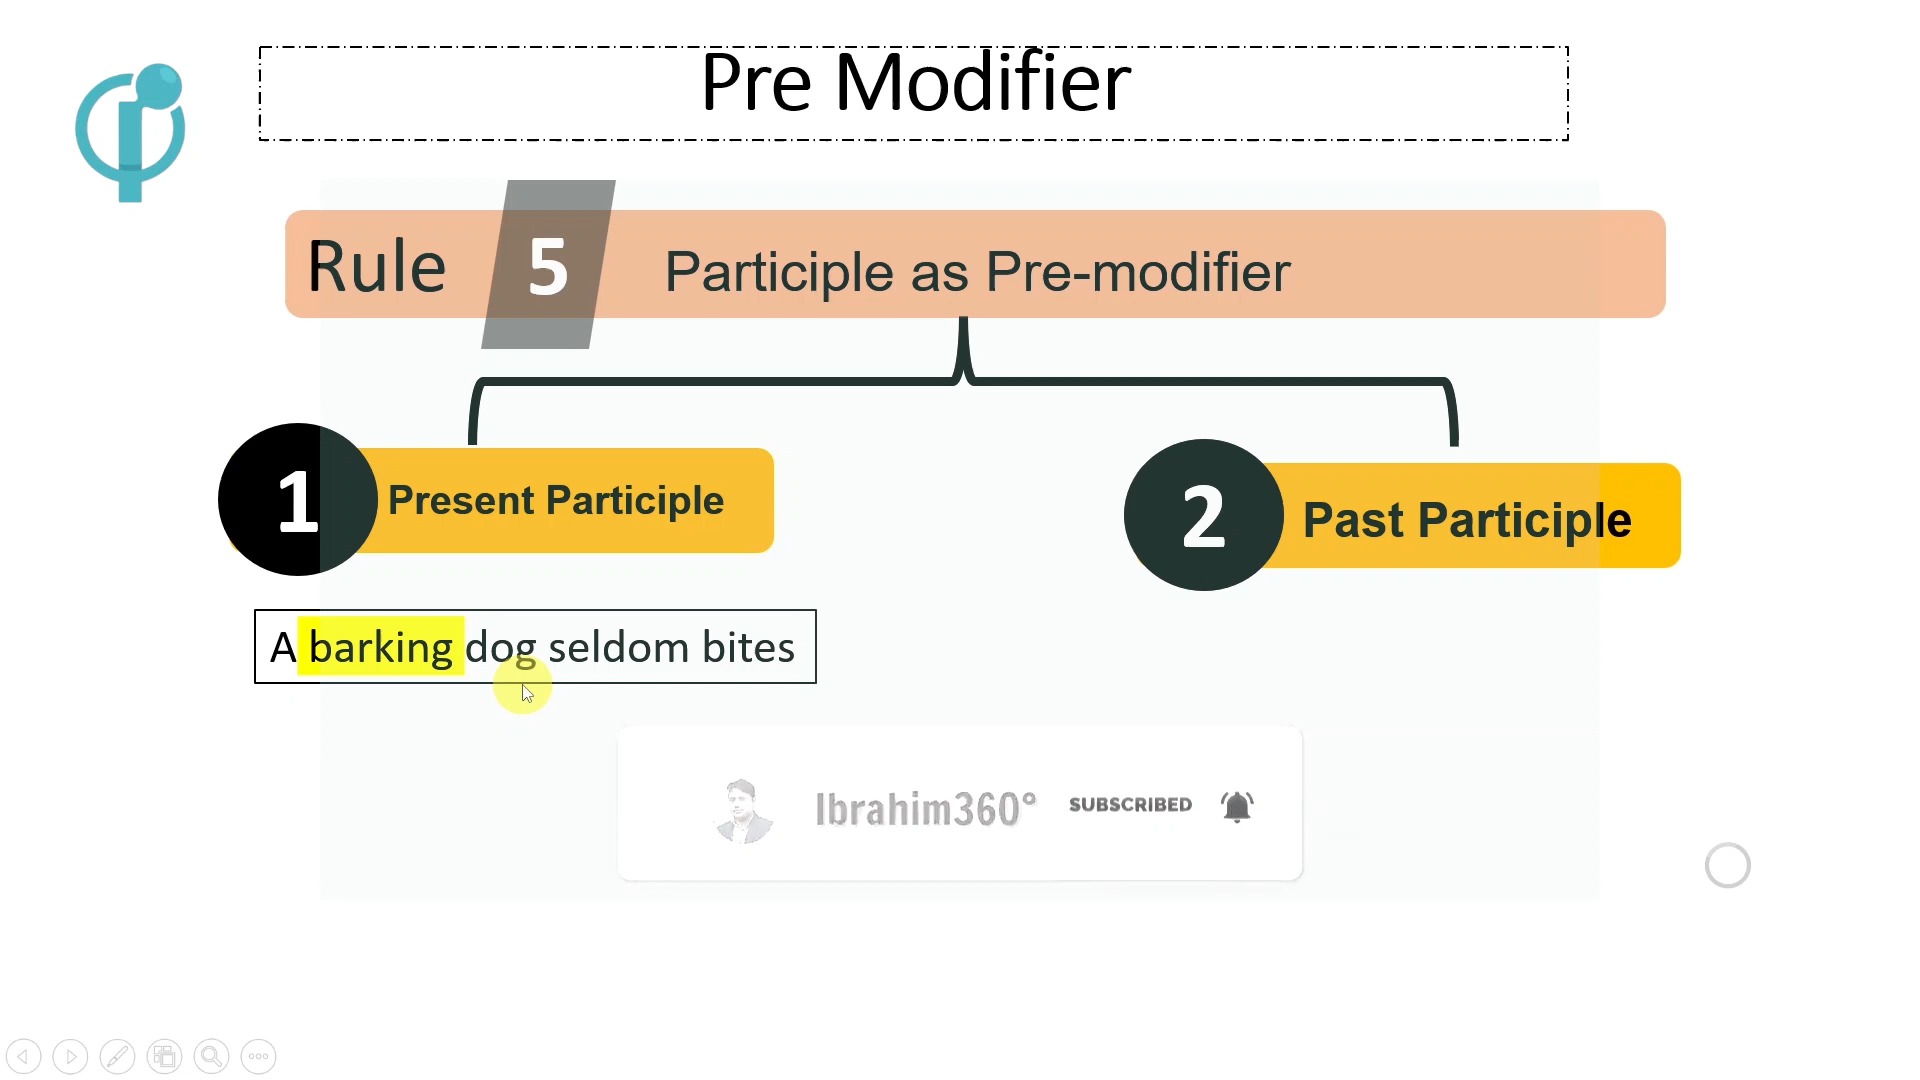 Pre Modifier
Rule 5 Participle as Pre-modifier
1 Present Participle
2 Past Participle
A barking dog seldom bites
Ibrahim360° SUBSCRIBED